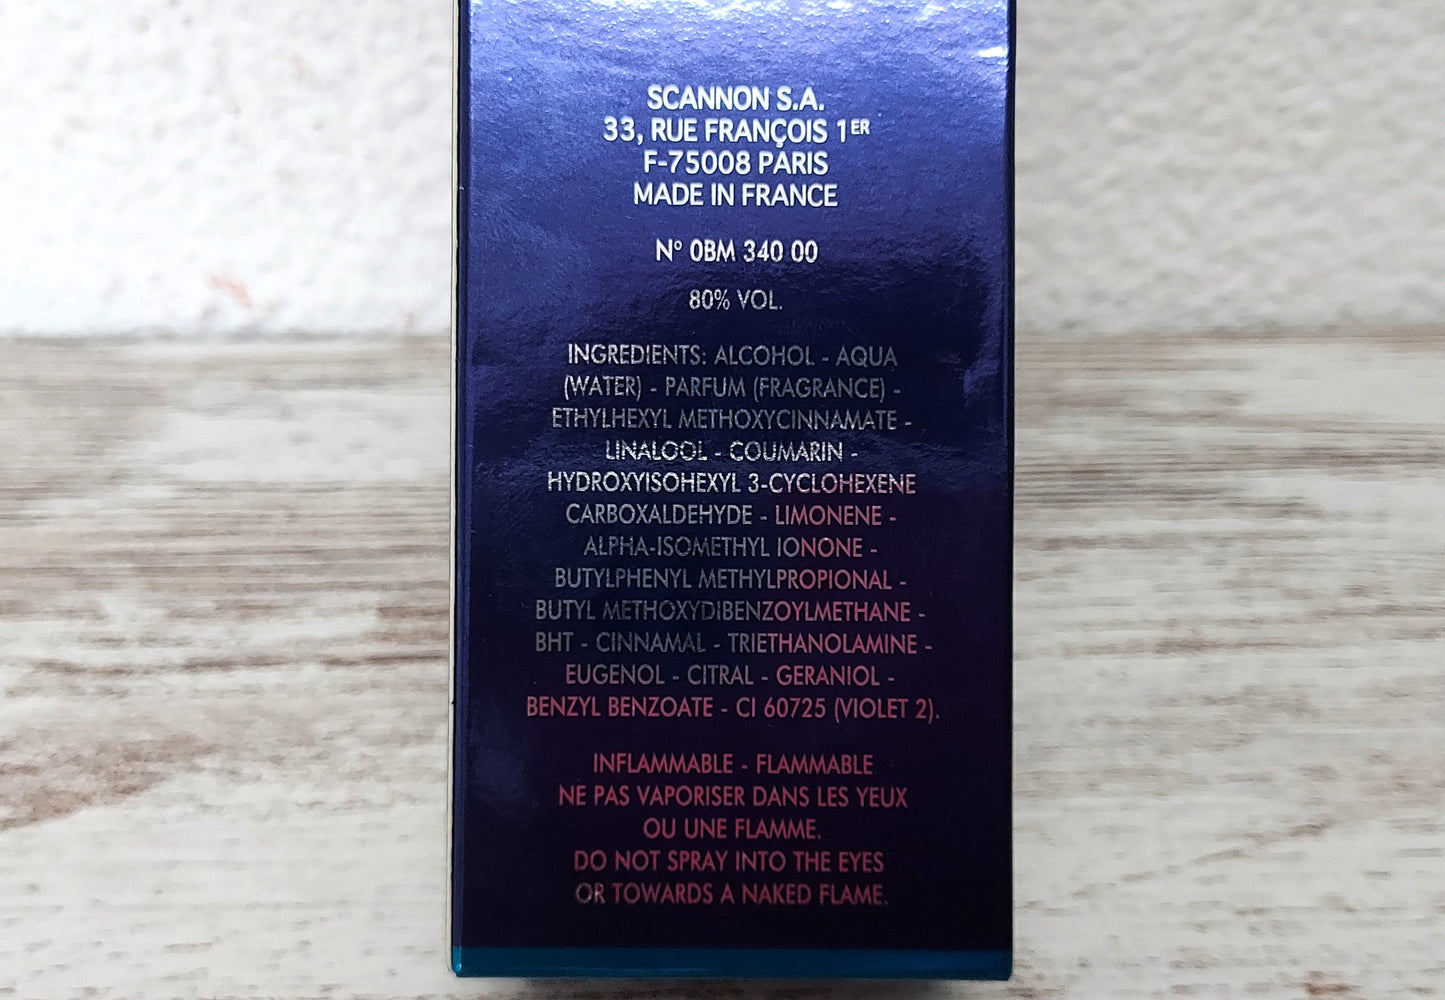 SCANNON S.A.
33, RUE FRANÇOIS 1ER
F-75008 PARIS
MADE IN FRANCE
N° 0BM 340 00
80% VOL.
INGREDIENTS: ALCOHOL - AQUA
(WATER) - PARFUM (FRAGRANCE) -
ETHYLHEXYL METHOXYCINNAMATE -
LINALOOL - COUMARIN -
HYDROXYISOHEXYL 3-CYCLOHEXENE
CARBOXALDEHYDE - LIMONENE -
ALPHA-ISOMETHYL IONONE -
BUTYLPHENYL METHYLPROPIONAL -
BUTYL METHOXYDIBENZOYLMETHANE -
BHT - CINNAMAL - TRIETHANOLAMINE -
EUGENOL - CITRAL - GERANIOL -
BENZYL BENZOATE - CI 60725 (VIOLET 2).
INFLAMMABLE - FLAMMABLE
NE PAS VAPORISER DANS LES YEUX
OU UNE FLAMME.
DO NOT SPRAY INTO THE EYES
OR TOWARDS A NAKED FLAME.